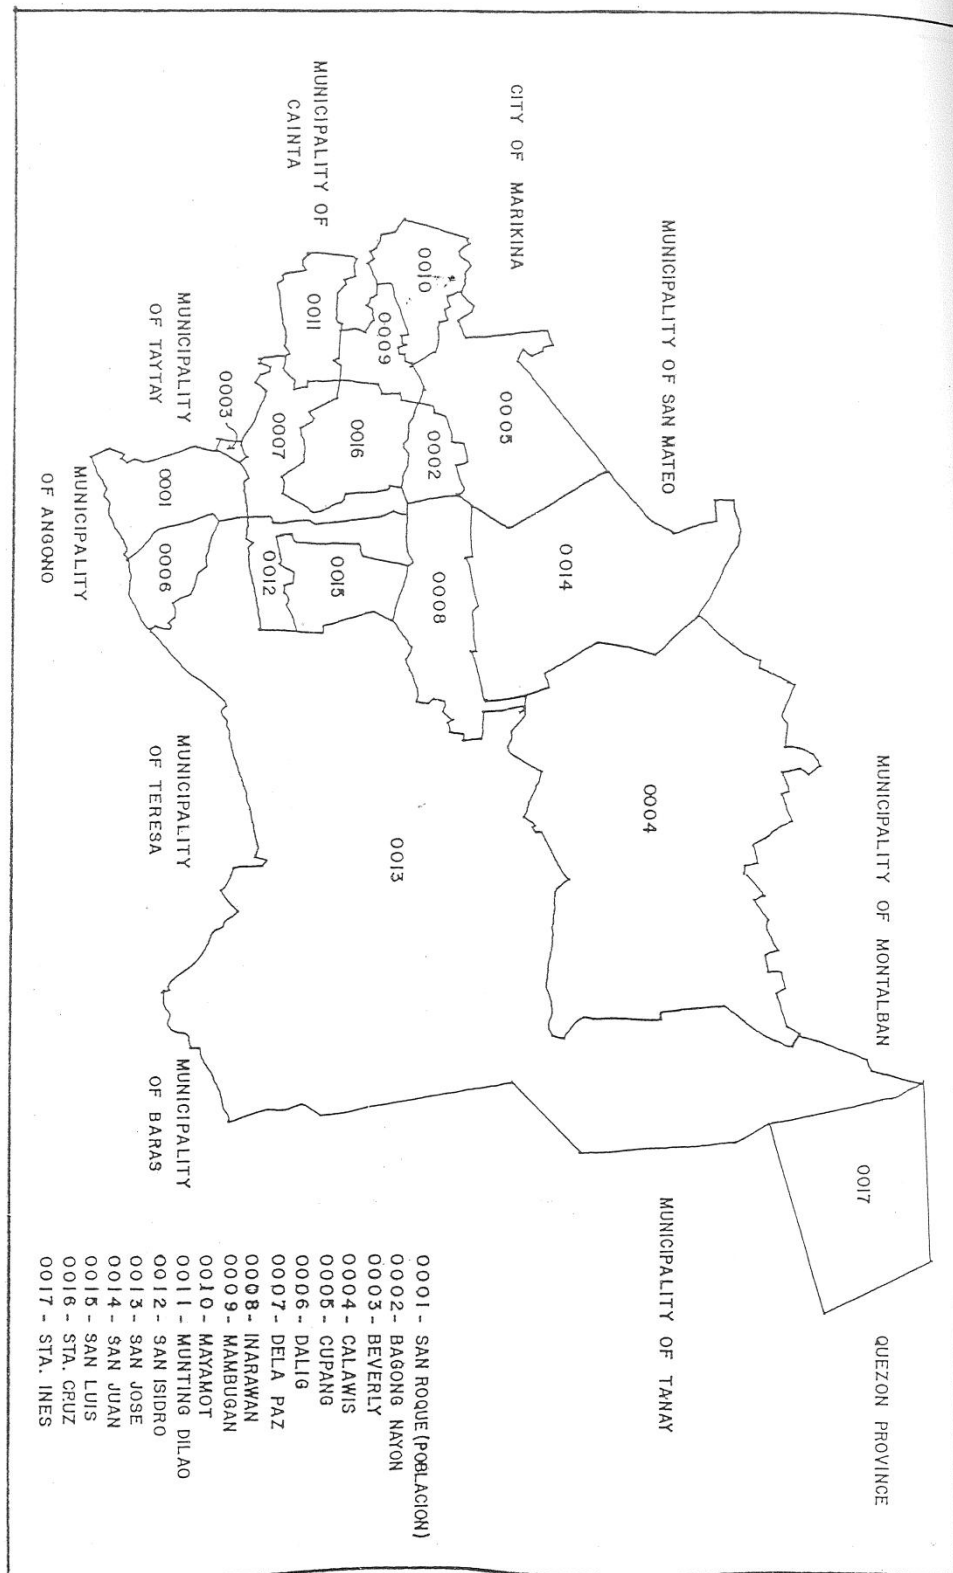 MUNICIPALITY OF MONTALBAN
QUEZON PROVINCE
MUNICIPALITY OF SAN MATEO
MUNICIPALITY OF TANAY
CITY OF MARIKINA
MUNICIPALITY OF
CAINTA
MUNICIPALITY
OF TAYTAY
MUNICIPALITY
OF ANGONO
MUNICIPALITY
OF TERESA
MUNICIPALITY
OF BARAS
0017
0004
0014
0005
0010
0009
0002
0008
0013
0011
0016
0015
0007
0012
0003
0001
0006
0001 - SAN ROQUE (POBLACION)
0002 - BAGONG NAYON
0003 - BEVERLY
0004 - CALAWIS
0005 - CUPANG
0006 - DALIG
0007 - DELA PAZ
0008 - INARAWAN
0009 - MAMBUGAN
0010 - MAYAMOT
0011 - MUNTING DILAO
0012 - SAN ISIDRO
0013 - SAN JOSE
0014 - SAN JUAN
0015 - SAN LUIS
0016 - STA. CRUZ
0017 - STA. INES